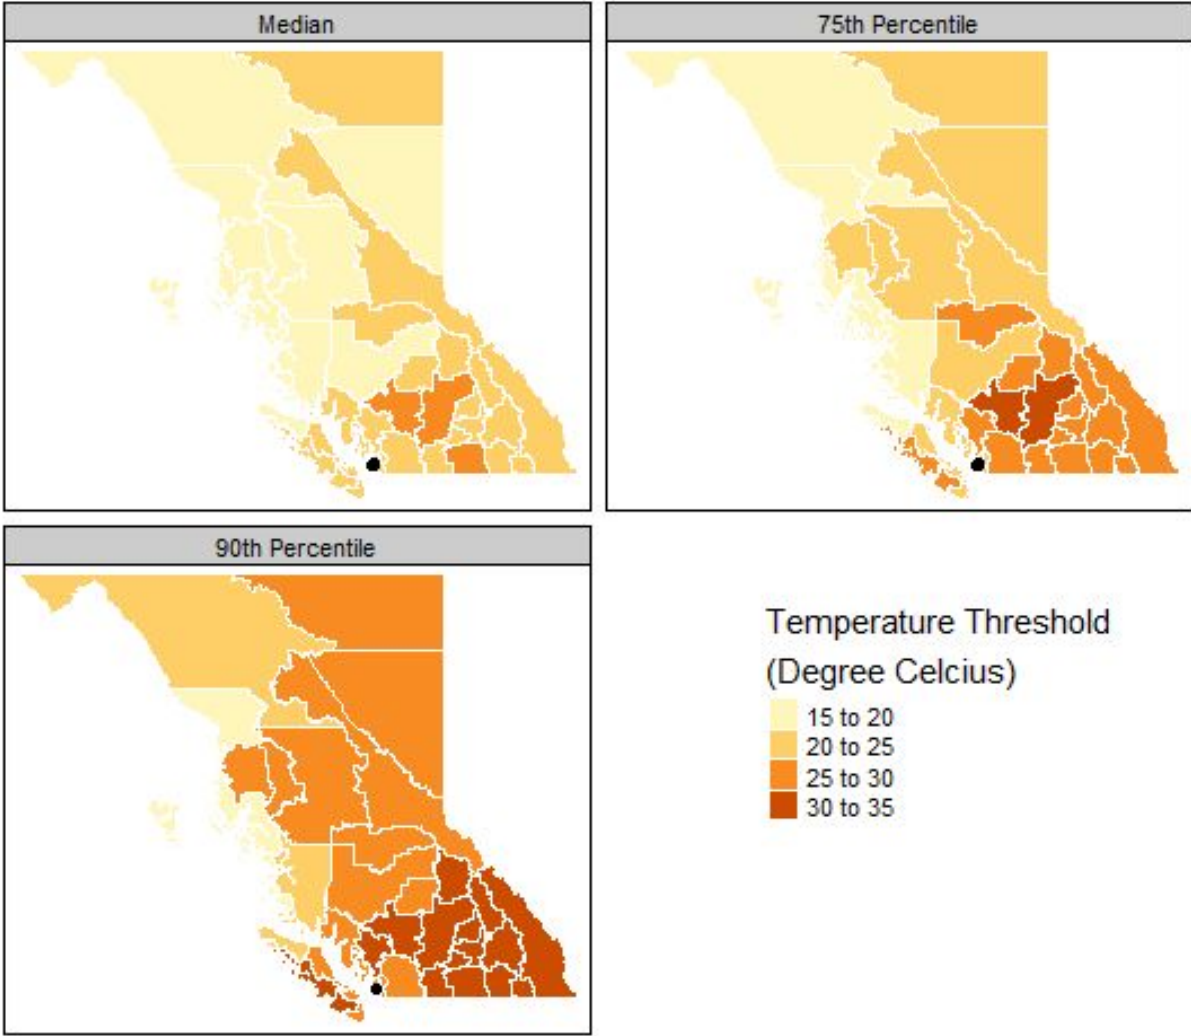 Median
75th Percentile
90th Percentile
Temperature Threshold
(Degree Celcius)
15 to 20
20 to 25
25 to 30
30 to 35